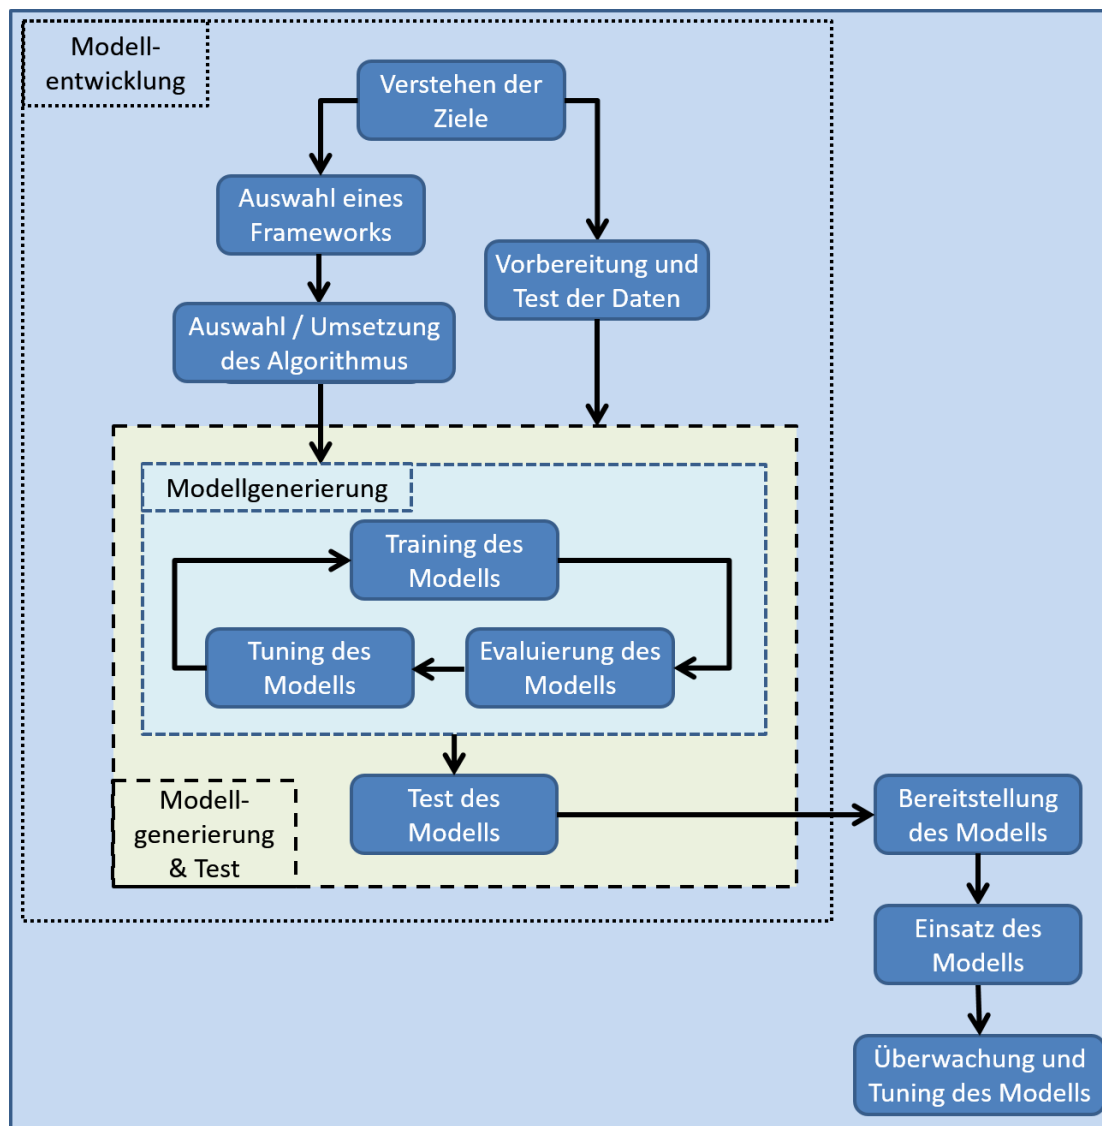 Modell-
entwicklung
Verstehen der
Ziele
Auswahl eines
Frameworks
Vorbereitung und
Test der Daten
Auswahl / Umsetzung
des Algorithmus
Modellgenerierung
Training des
Modells
Tuning des
Modells
Evaluierung des
Modells
Modell-
generierung
& Test
Test des
Modells
Bereitstellung
des Modells
Einsatz des
Modells
Überwachung und
Tuning des Modells